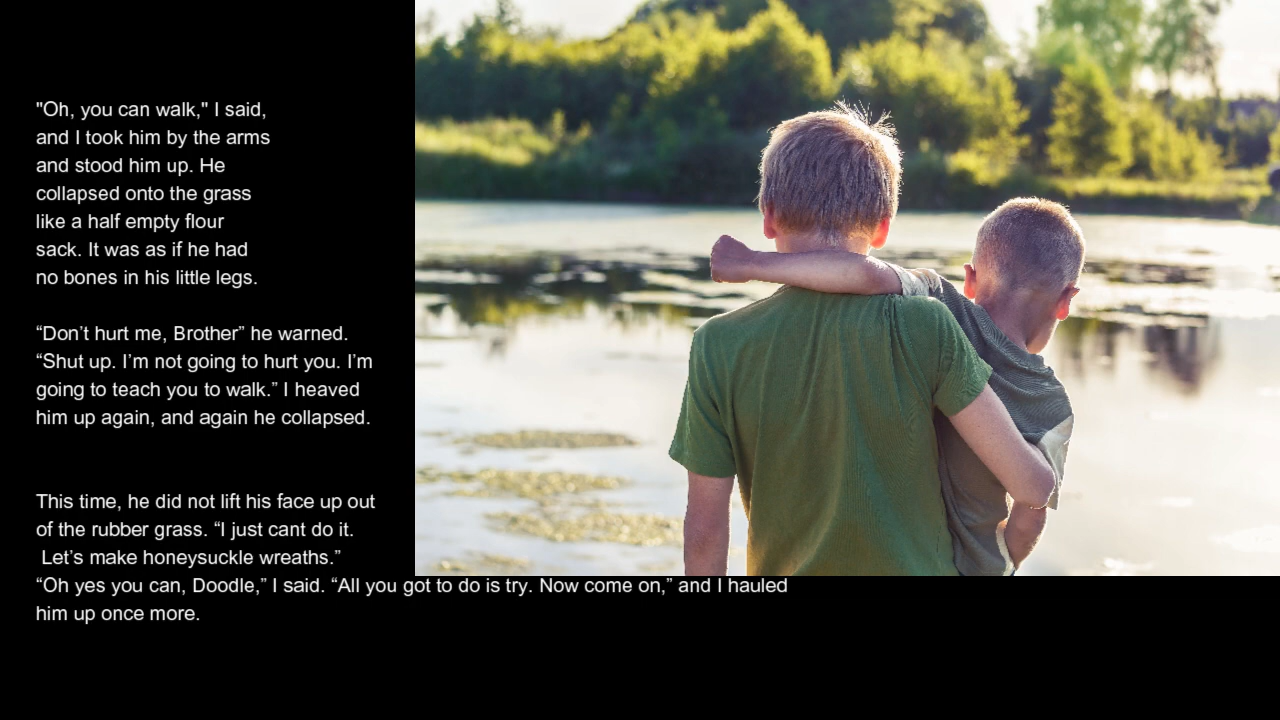 "Oh, you can walk," I said,
and I took him by the arms
and stood him up. He
collapsed onto the grass
like a half empty flour
sack. It was as if he had
no bones in his little legs.
“Don’t hurt me, Brother” he warned.
“Shut up. I’m not going to hurt you. I’m
going to teach you to walk.” I heaved
him up again, and again he collapsed.
This time, he did not lift his face up out
of the rubber grass. “I just cant do it.
Let’s make honeysuckle wreaths.”
“Oh yes you can, Doodle,” I said. “All you got to do is try. Now come on,” and I hauled
him up once more.